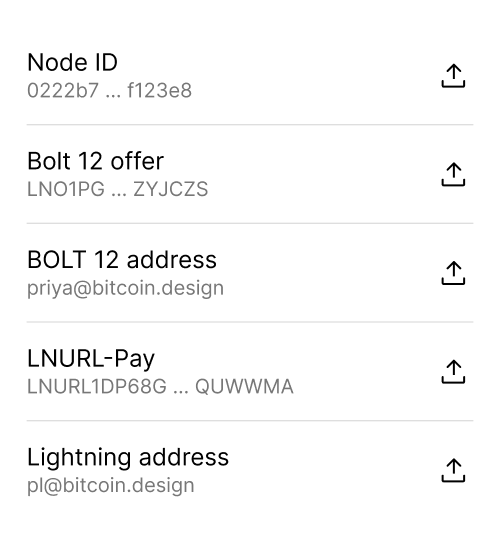 Node ID
0222b7 ... f123e8
Bolt 12 offer
LNO1PG ... ZYJCZS
BOLT 12 address
priya@bitcoin.design
LNURL-Pay
LNURL1DP68G ... QUWWMA
Lightning address
pl@bitcoin.design